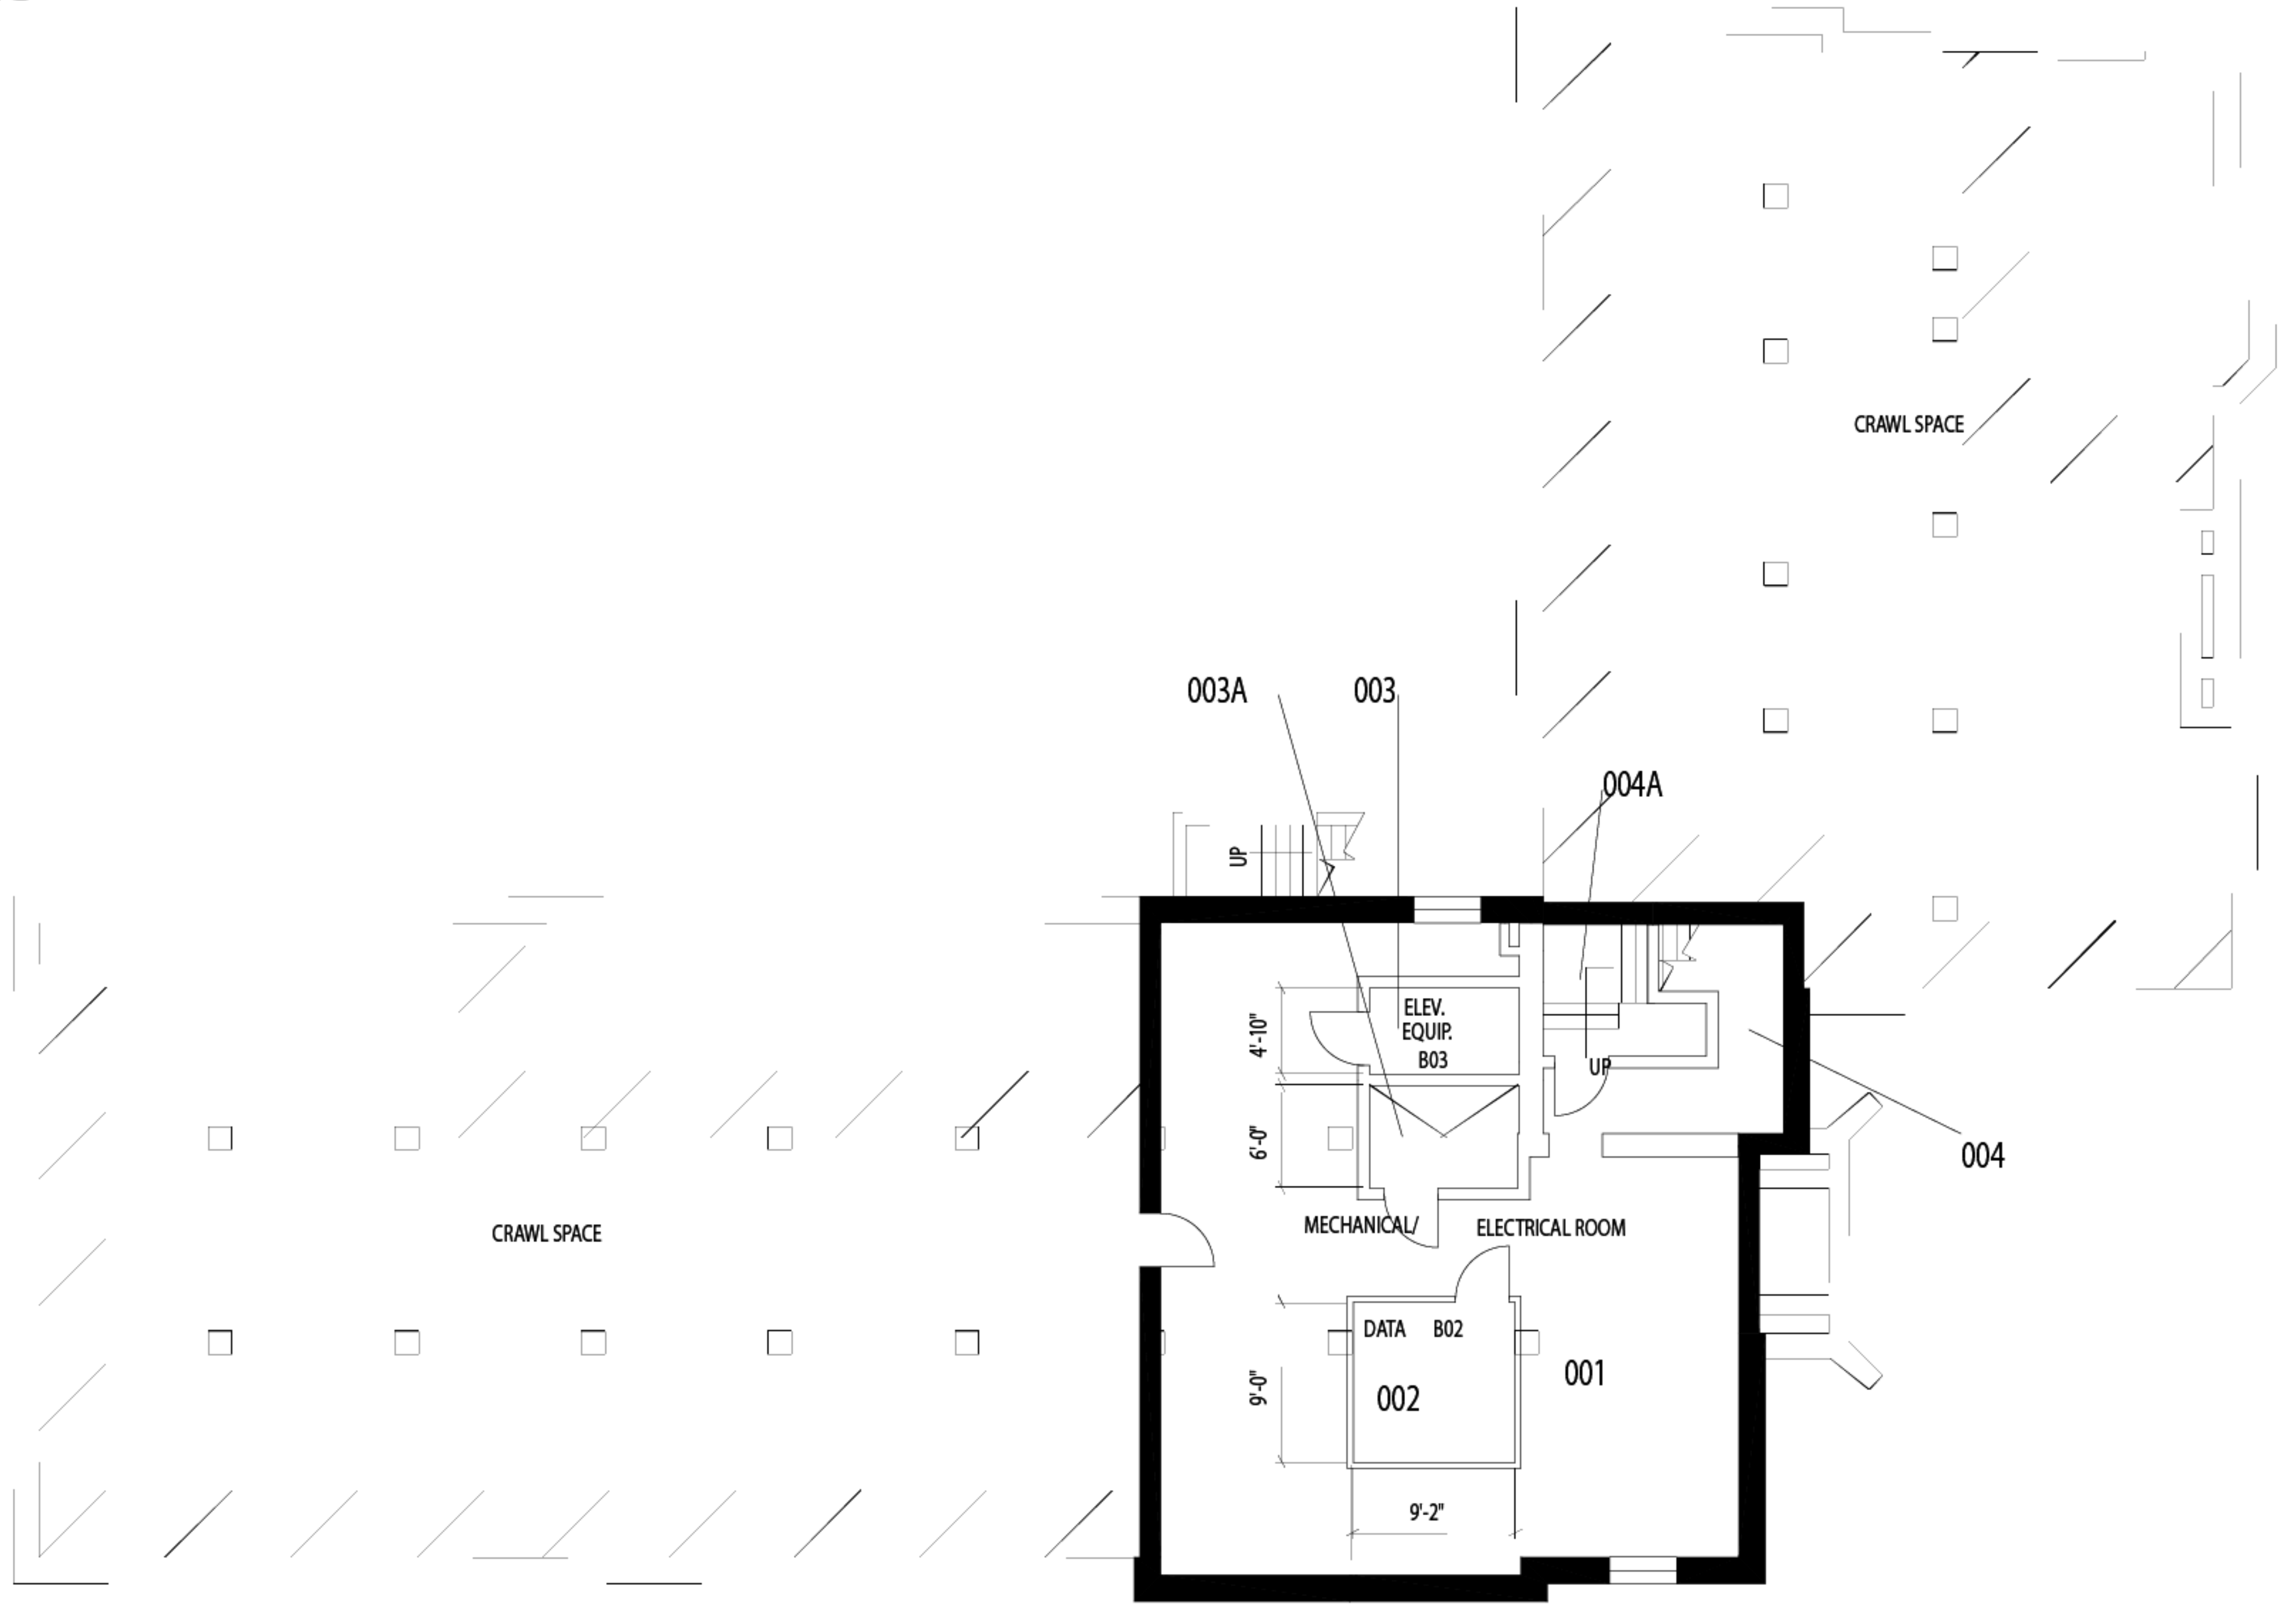 CRAWL SPACE
003A
003
004A
UP
ELEV.
EQUIP.
B03
4'-10"
UP
6'-0"
004
MECHANICAL/ ELECTRICAL ROOM
CRAWL SPACE
DATA B02
001
9'-0"
002
9'-2"